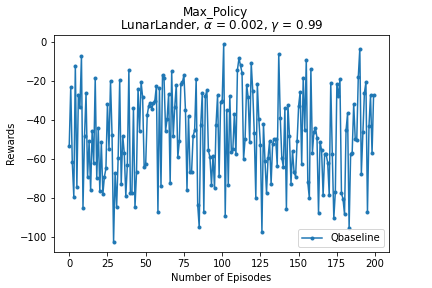 Max_Policy
LunarLander, α = 0.002, γ = 0.99
0
−20
−40
−60
−80
−100
Rewards
0 25 50 75 100 125 150 175 200
Number of Episodes
Qbaseline